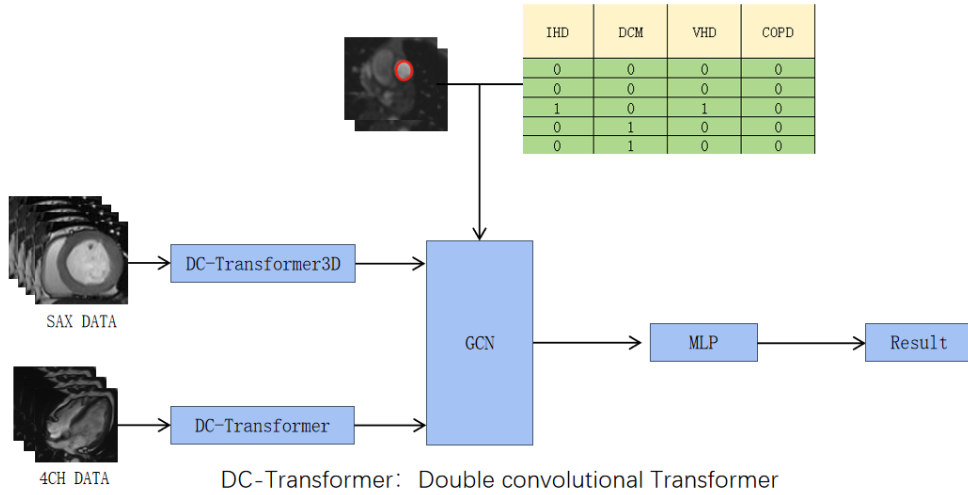 IHD DCM VHD COPD
0 0 0 0
0 0 0 0
1 0 1 0
0 1 0 0
0 1 0 0
DC-Transformer3D
SAX DATA
GCN
MLP
Result
DC-Transformer
4CH DATA
DC-Transformer: Double convolutional Transformer